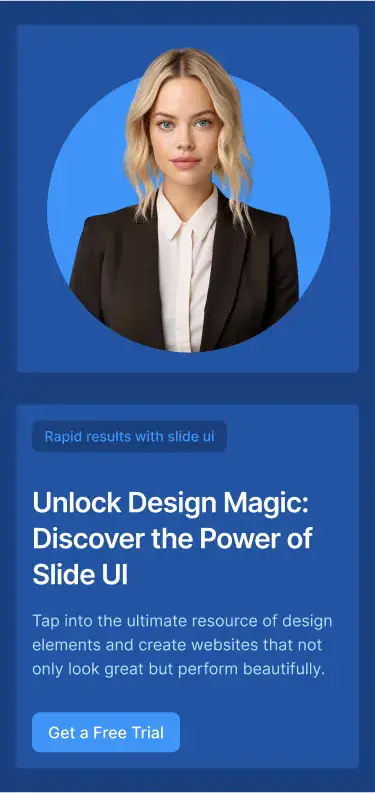 Rapid results with slide ui
Unlock Design Magic:
Discover the Power of
Slide UI
Tap into the ultimate resource of design
elements and create websites that not
only look great but perform beautifully.
Get a Free Trial